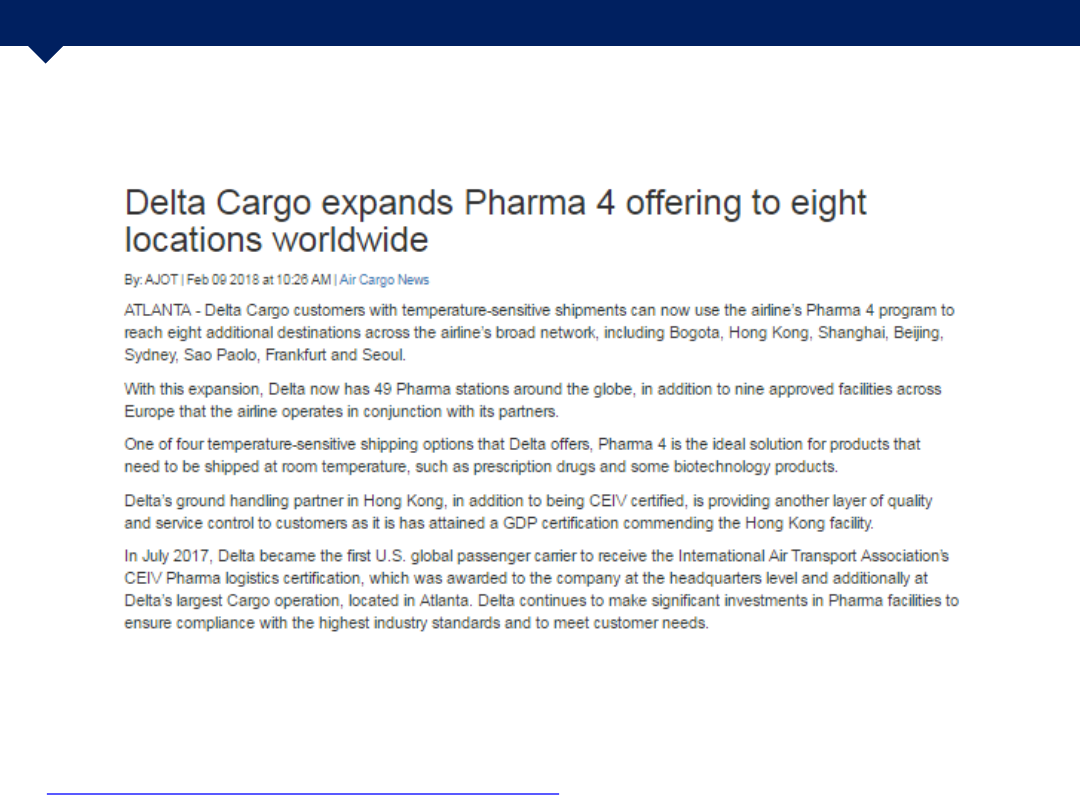 Delta Cargo expands Pharma 4 offering to eight
locations worldwide
By: AJOT | Feb 09 2018 at 10:26 AM | Air Cargo News
ATLANTA - Delta Cargo customers with temperature-sensitive shipments can now use the airline's Pharma 4 program to
reach eight additional destinations across the airline's broad network, including Bogota, Hong Kong, Shanghai, Beijing,
Sydney, Sao Paolo, Frankfurt and Seoul.
With this expansion, Delta now has 49 Pharma stations around the globe, in addition to nine approved facilities across
Europe that the airline operates in conjunction with its partners.
One of four temperature-sensitive shipping options that Delta offers, Pharma 4 is the ideal solution for products that
need to be shipped at room temperature, such as prescription drugs and some biotechnology products.
Delta's ground handling partner in Hong Kong, in addition to being CEIV certified, is providing another layer of quality
and service control to customers as it is has attained a GDP certification commending the Hong Kong facility.
In July 2017, Delta became the first U.S. global passenger carrier to receive the International Air Transport Association's
CEIV Pharma logistics certification, which was awarded to the company at the headquarters level and additionally at
Delta's largest Cargo operation, located in Atlanta. Delta continues to make significant investments in Pharma facilities to
ensure compliance with the highest industry standards and to meet customer needs.